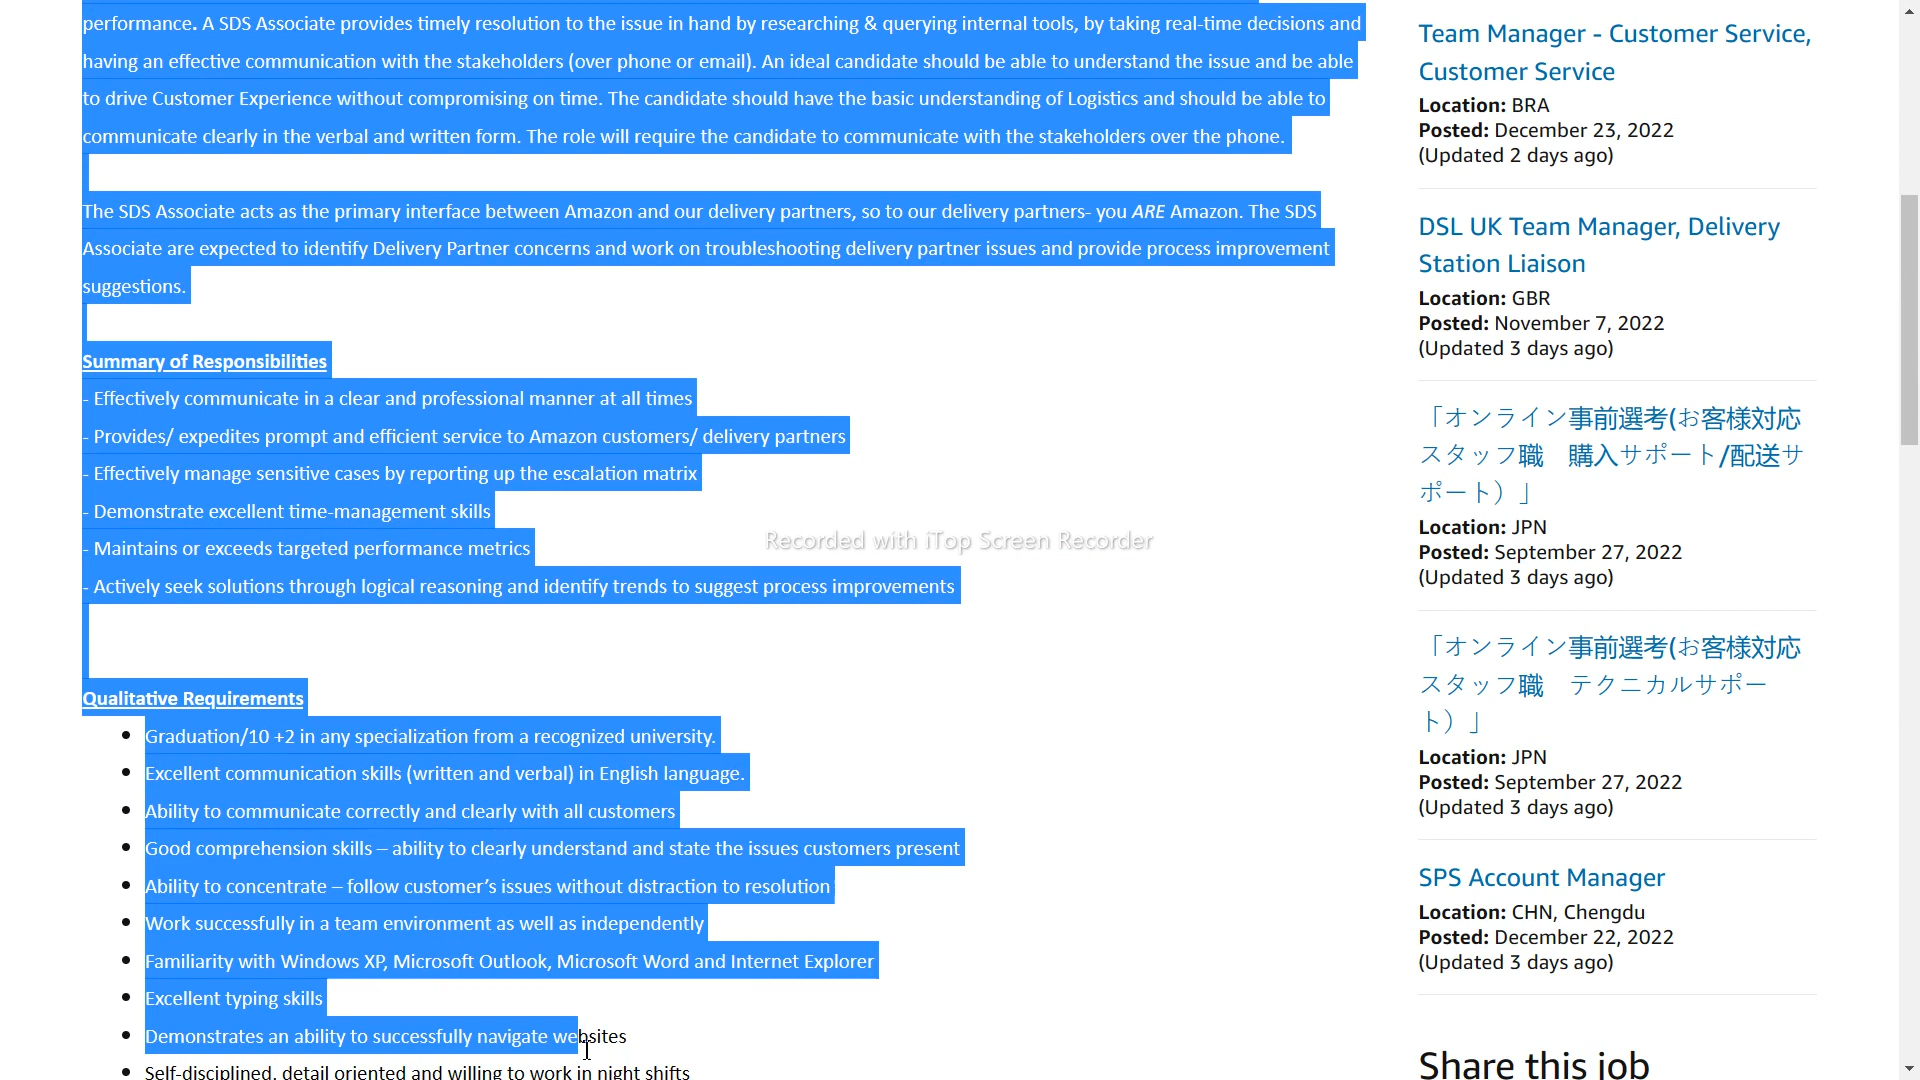 performance. A SDS Associate provides timely resolution to the issue in hand by researching & querying internal tools, by taking real-time decisions and
having an effective communication with the stakeholders (over phone or email). An ideal candidate should be able to understand the issue and be able
to drive Customer Experience without compromising on time. The candidate should have the basic understanding of Logistics and should be able to
communicate clearly in the verbal and written form. The role will require the candidate to communicate with the stakeholders over the phone.
The SDS Associate acts as the primary interface between Amazon and our delivery partners, so to our delivery partners- you ARE Amazon. The SDS
Associate are expected to identify Delivery Partner concerns and work on troubleshooting delivery partner issues and provide process improvement
suggestions.
Summary of Responsibilities
- Effectively communicate in a clear and professional manner at all times
- Provides/ expedites prompt and efficient service to Amazon customers/ delivery partners
- Effectively manage sensitive cases by reporting up the escalation matrix
- Demonstrate excellent time-management skills
- Maintains or exceeds targeted performance metrics
- Actively seek solutions through logical reasoning and identify trends to suggest process improvements
Qualitative Requirements
• Graduation/10 +2 in any specialization from a recognized university.
• Excellent communication skills (written and verbal) in English language.
• Ability to communicate correctly and clearly with all customers
• Good comprehension skills – ability to clearly understand and state the issues customers present
• Ability to concentrate – follow customer’s issues without distraction to resolution
• Work successfully in a team environment as well as independently
• Familiarity with Windows XP, Microsoft Outlook, Microsoft Word and Internet Explorer
• Excellent typing skills
• Demonstrates an ability to successfully navigate websites
• Self-disciplined, detail oriented and willing to work in night shifts
Recorded with iTop Screen Recorder
Team Manager - Customer Service,
Customer Service
Location: BRA
Posted: December 23, 2022
(Updated 2 days ago)
DSL UK Team Manager, Delivery
Station Liaison
Location: GBR
Posted: November 7, 2022
(Updated 3 days ago)
「オンライン事前選考(お客様対応
スタッフ職　購入サポート/配送サ
ポート）」
Location: JPN
Posted: September 27, 2022
(Updated 3 days ago)
「オンライン事前選考(お客様対応
スタッフ職　テクニカルサポー
ト）」
Location: JPN
Posted: September 27, 2022
(Updated 3 days ago)
SPS Account Manager
Location: CHN, Chengdu
Posted: December 22, 2022
(Updated 3 days ago)
Share this job